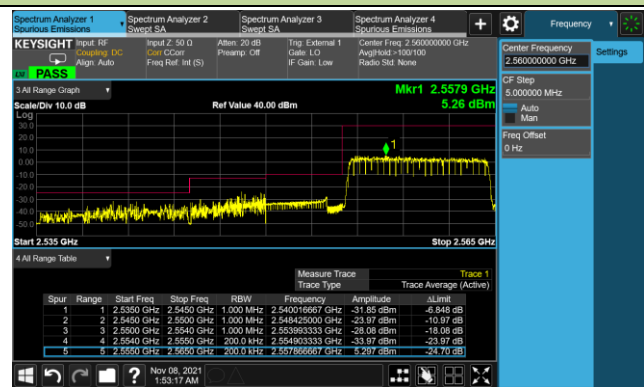 Spectrum Analyzer 1
Spurious Emissions
Spectrum Analyzer 2
Swept SA
Spectrum Analyzer 3
Swept SA
Spectrum Analyzer 4
Spurious Emissions
+
Frequency
KEYSIGHT
Input: RF
Coupling: DC
Align: Auto
Input Z: 50 Ω
Corr CCorr
Freq Ref: Int (S)
Atten: 20 dB
Preamp: Off
Trig: External 1
Gate: LO
IF Gain: Low
Center Freq: 2.560000000 GHz
Avg|Hold:>100/100
Radio Std: None
LW PASS
Center Frequency
2.560000000 GHz
Settings
CF Step
5.000000 MHz
Auto
Man
Freq Offset
0 Hz
3 All Range Graph
Mkr1 2.5579 GHz
Scale/Div 10.0 dB
Ref Value 40.00 dBm
5.26 dBm
Log
30.0
20.0
10.0
0.00
-10.0
-20.0
-30.0
-40.0
-50.0
1
Start 2.535 GHz
Stop 2.565 GHz
4 All Range Table
Measure Trace Trace 1
Trace Type Trace Average (Active)
Spur Range Start Freq Stop Freq RBW Frequency Amplitude ΔLimit
1 1 2.5350 GHz 2.5450 GHz 1.000 MHz 2.540016667 GHz -31.85 dBm -6.848 dB
2 2 2.5450 GHz 2.5500 GHz 1.000 MHz 2.548425000 GHz -23.97 dBm -10.97 dB
3 3 2.5500 GHz 2.5540 GHz 1.000 MHz 2.553993333 GHz -28.08 dBm -18.08 dB
4 4 2.5540 GHz 2.5550 GHz 200.0 kHz 2.554903333 GHz -33.97 dBm -23.97 dB
5 5 2.5550 GHz 2.5650 GHz 200.0 kHz 2.557866667 GHz 5.297 dBm -24.70 dB
?
Nov 08, 2021
1:53:17 AM